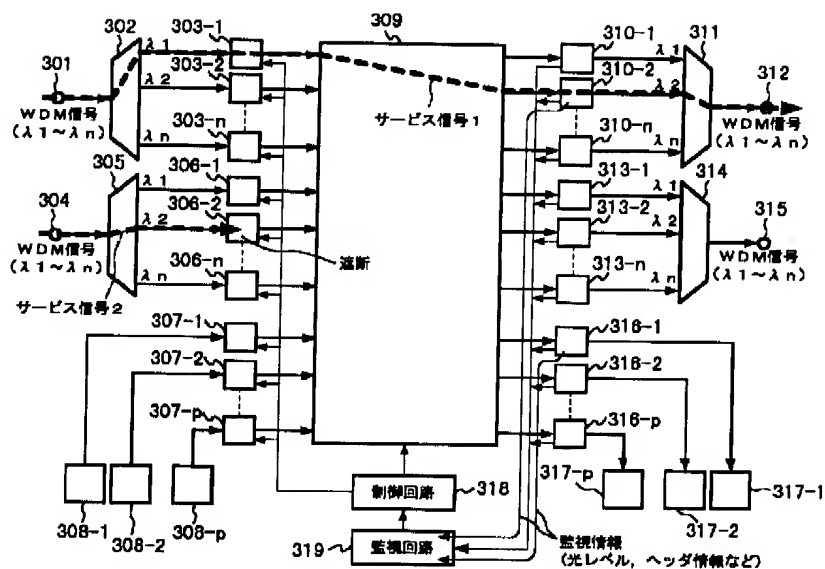 302
λ1
303-1
309
310-1
λ1
311
301
303-2
310-2
312
λ2
λ2
WDM信号
(λ1~λn)
サービス信号1
WDM信号
(λ1~λn)
λn
303-n
310-n
λn
305
306-1
313-1
314
λ1
λ1
304
306-2
313-2
315
λ2
λ2
WDM信号
(λ1~λn)
遮断
WDM信号
(λ1~λn)
306-n
313-n
λn
λn
サービス信号2
307-1
316-1
307-2
316-2
307-p
316-p
317-p
制御回路
318
317-1
308-1
308-2
308-p
317-2
319
監視回路
監視情報
(光レベル,ヘッダ情報など)